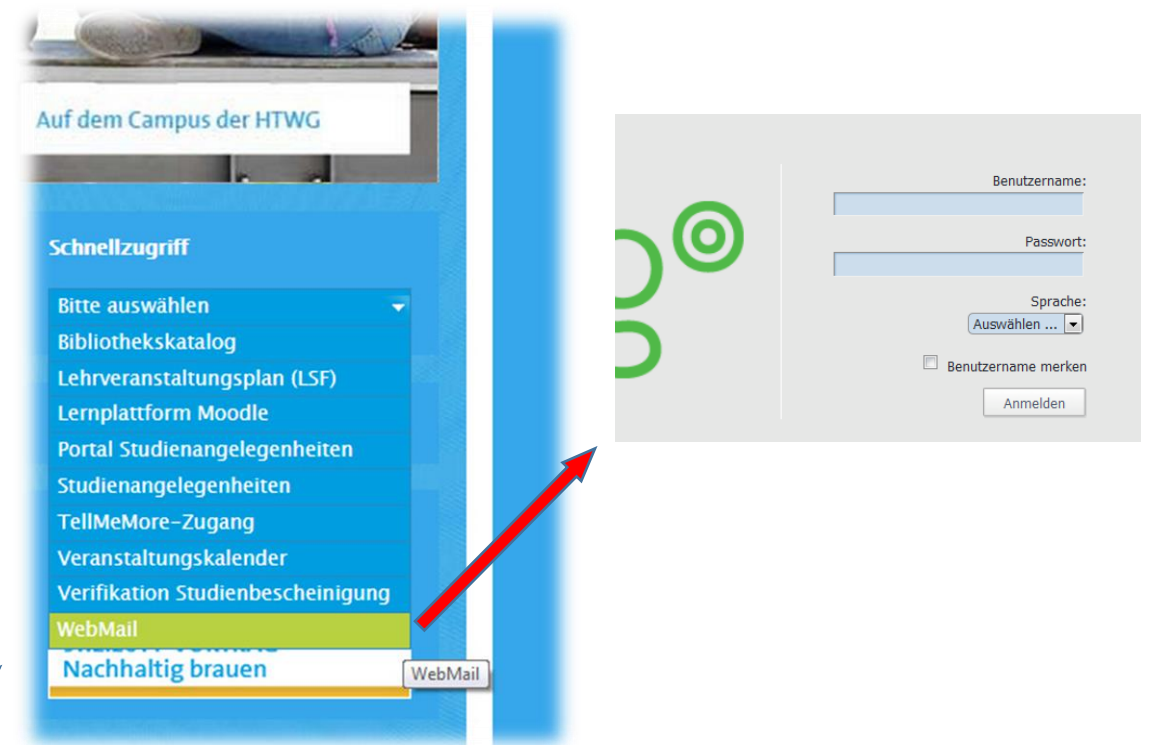 Auf dem Campus der HTWG
Schnellzugriff
Bitte auswählen
Bibliothekskatalog
Lehrveranstaltungsplan (LSF)
Lernplattform Moodle
Portal Studienangelegenheiten
Studienangelegenheiten
TellMeMore-Zugang
Veranstaltungskalender
Verifikation Studienbescheinigung
WebMail
Nachhaltig brauen
WebMail
Benutzername:
Passwort:
Sprache:
Auswählen ...
Benutzername merken
Anmelden